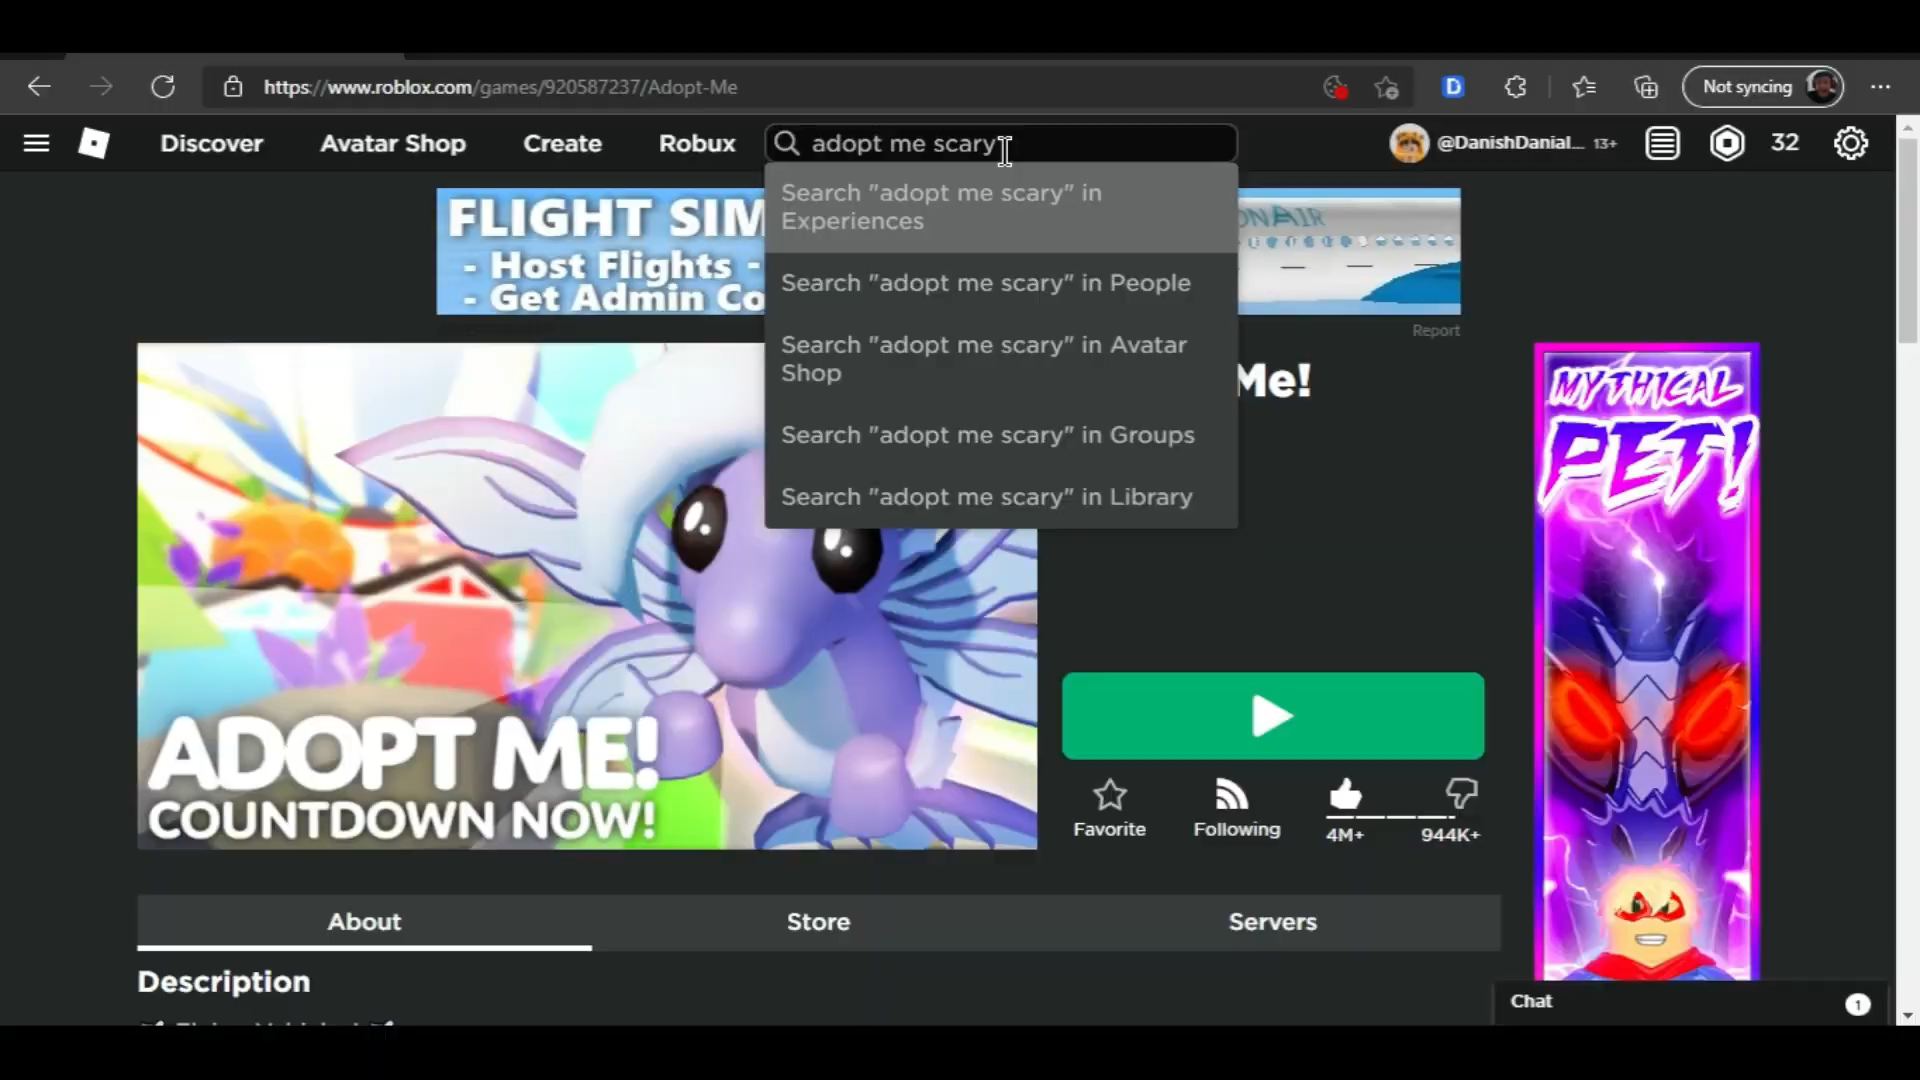 https://www.roblox.com/games/920587237/Adopt-Me
Not syncing
Discover
Avatar Shop
Create
Robux
adopt me scary
@DanishDanial_... 13+
32
Search "adopt me scary" in
Experiences
Search "adopt me scary" in People
Search "adopt me scary" in Avatar
Shop
Search "adopt me scary" in Groups
Search "adopt me scary" in Library
FLIGHT SIM
- Host Flights -
- Get Admin Co
Report
Me!
MYTHICAL
PET!
ADOPT ME!
COUNTDOWN NOW!
Favorite
Following
4M+
944K+
About
Store
Servers
Description
Chat
1